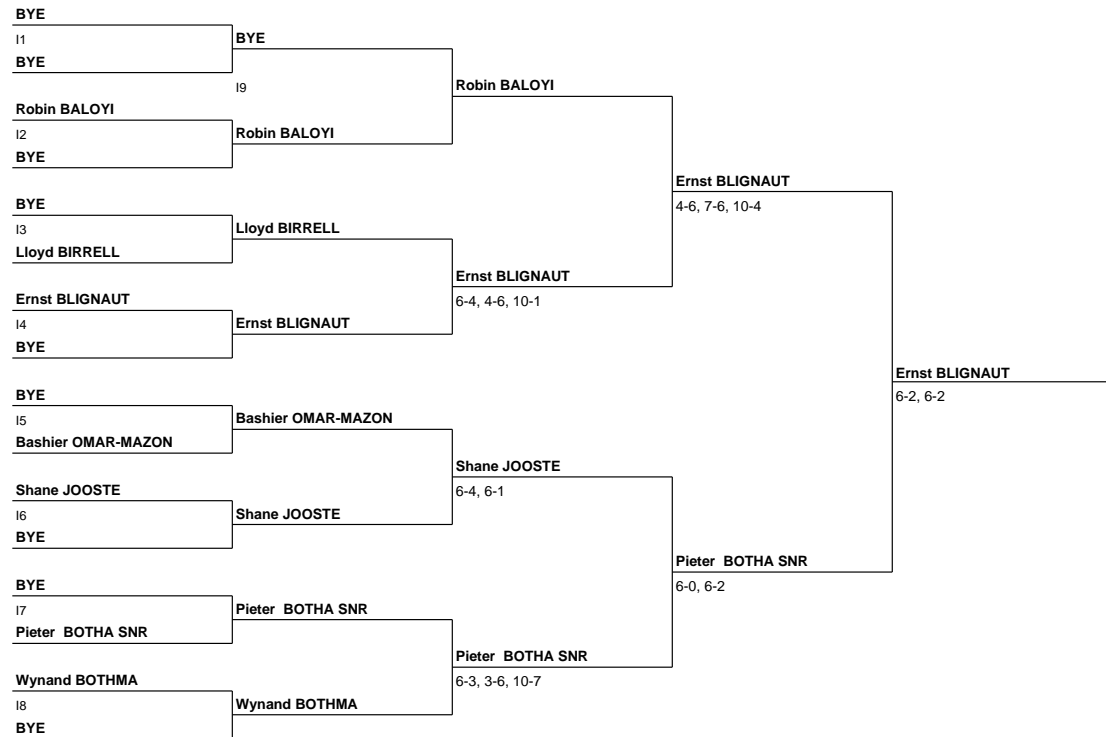 BYE
I1
BYE
BYE
I9
Robin BALOYI
Robin BALOYI
I2
BYE
Robin BALOYI
Ernst BLIGNAUT
4-6, 7-6, 10-4
BYE
I3
Lloyd BIRRELL
Lloyd BIRRELL
Ernst BLIGNAUT
6-4, 4-6, 10-1
Ernst BLIGNAUT
I4
BYE
Ernst BLIGNAUT
Ernst BLIGNAUT
6-2, 6-2
BYE
I5
Bashier OMAR-MAZON
Bashier OMAR-MAZON
Shane JOOSTE
6-4, 6-1
Shane JOOSTE
I6
BYE
Shane JOOSTE
Pieter BOTHA SNR
6-0, 6-2
BYE
I7
Pieter BOTHA SNR
Pieter BOTHA SNR
Pieter BOTHA SNR
6-3, 3-6, 10-7
Wynand BOTHMA
I8
BYE
Wynand BOTHMA